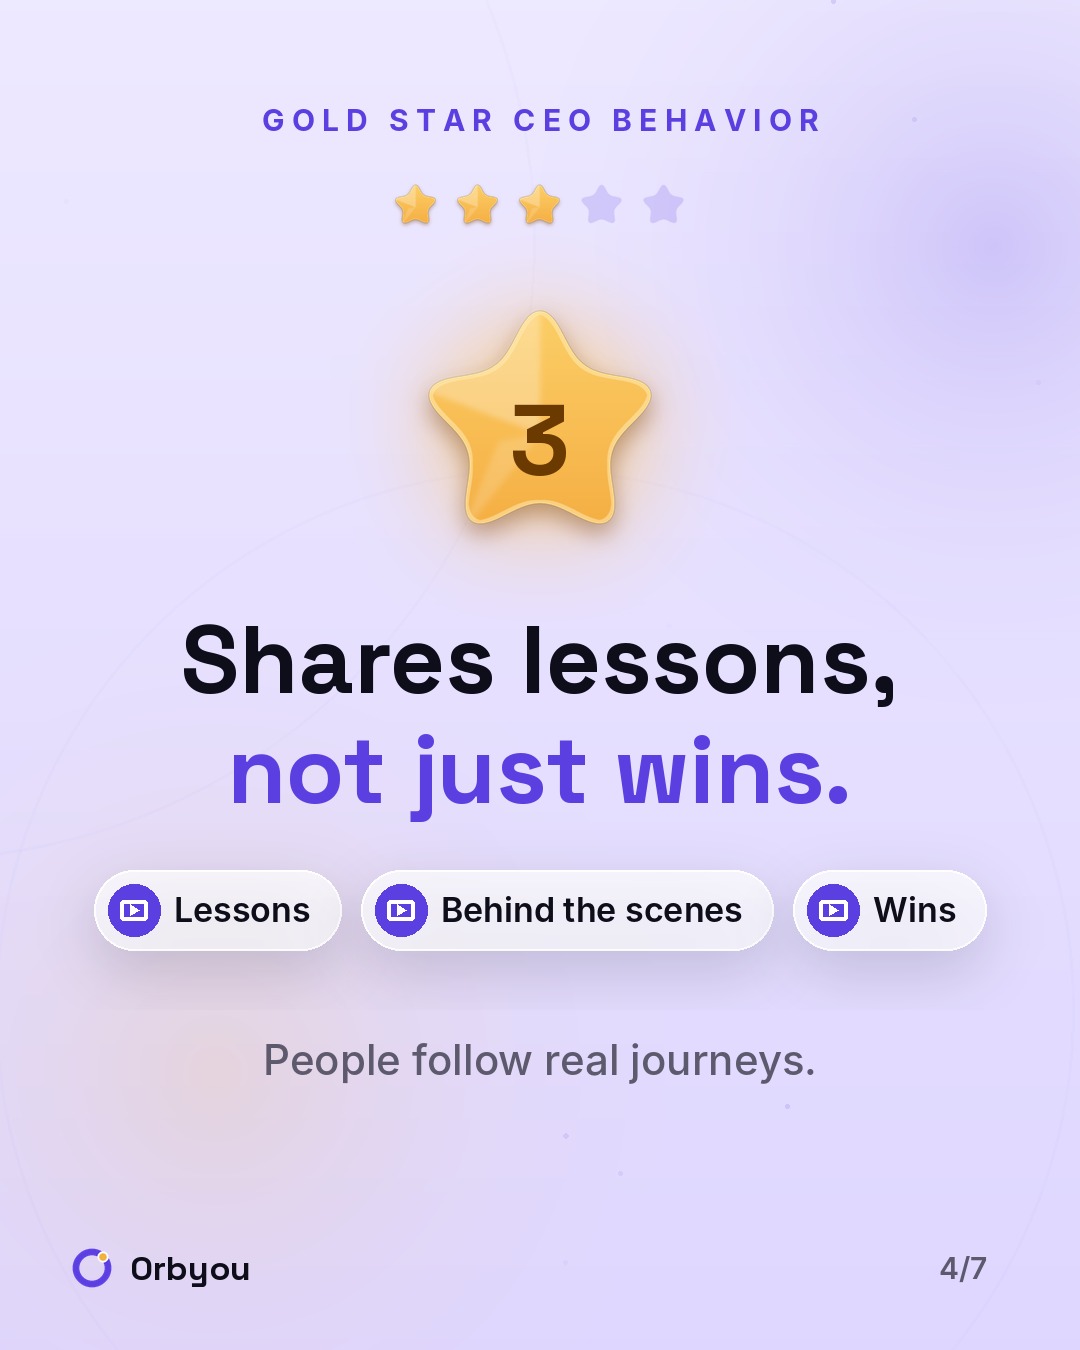 GOLD STAR CEO BEHAVIOR
3
Shares lessons,
not just wins.
Lessons
Behind the scenes
Wins
People follow real journeys.
Orbyou
4/7